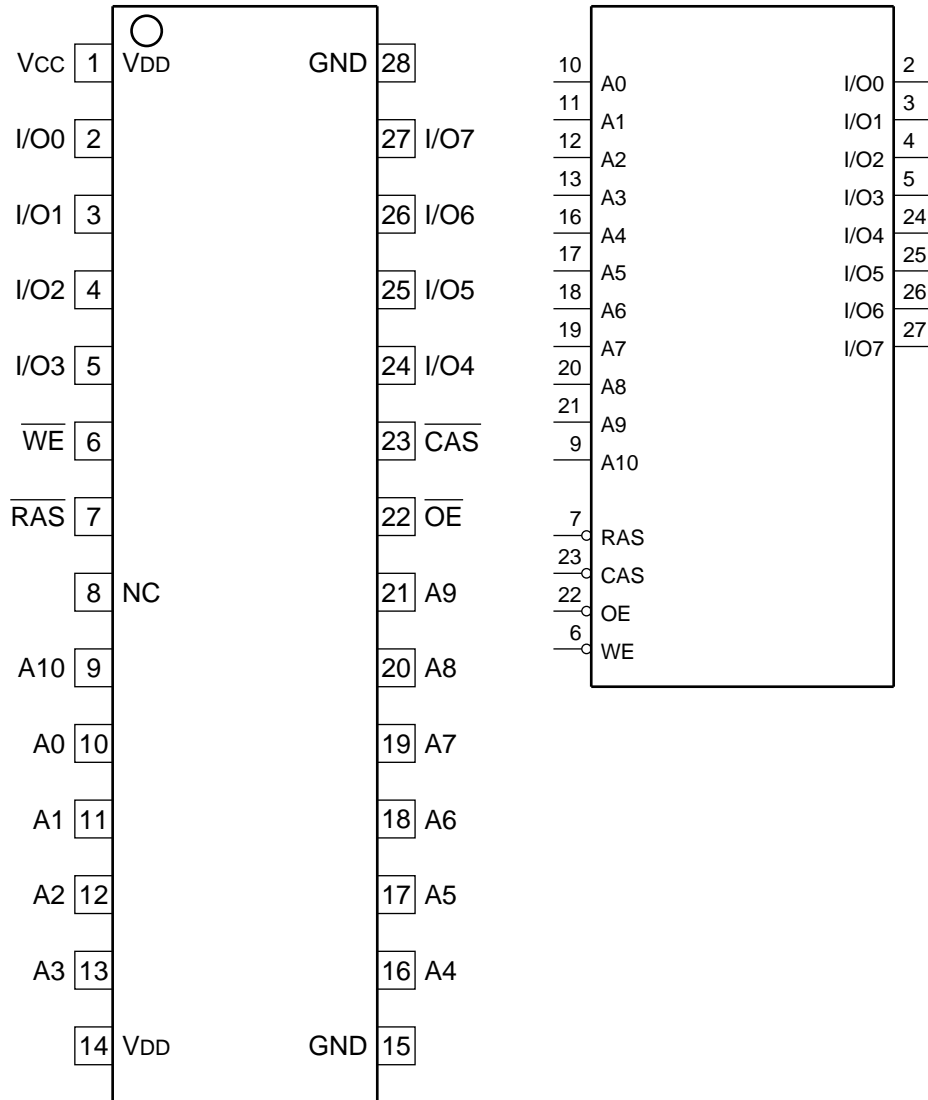 VCC 1 VDD GND 28
I/O0 2 27 I/O7
I/O1 3 26 I/O6
I/O2 4 25 I/O5
I/O3 5 24 I/O4
WE 6 23 CAS
RAS 7 22 OE
8 NC 21 A9
A10 9 20 A8
A0 10 19 A7
A1 11 18 A6
A2 12 17 A5
A3 13 16 A4
14 VDD GND 15
10 A0 I/O0 2
11 A1 I/O1 3
12 A2 I/O2 4
13 A3 I/O3 5
16 A4 I/O4 24
17 A5 I/O5 25
18 A6 I/O6 26
19 A7 I/O7 27
20 A8
21 A9
9 A10
7 RAS
23 CAS
22 OE
6 WE